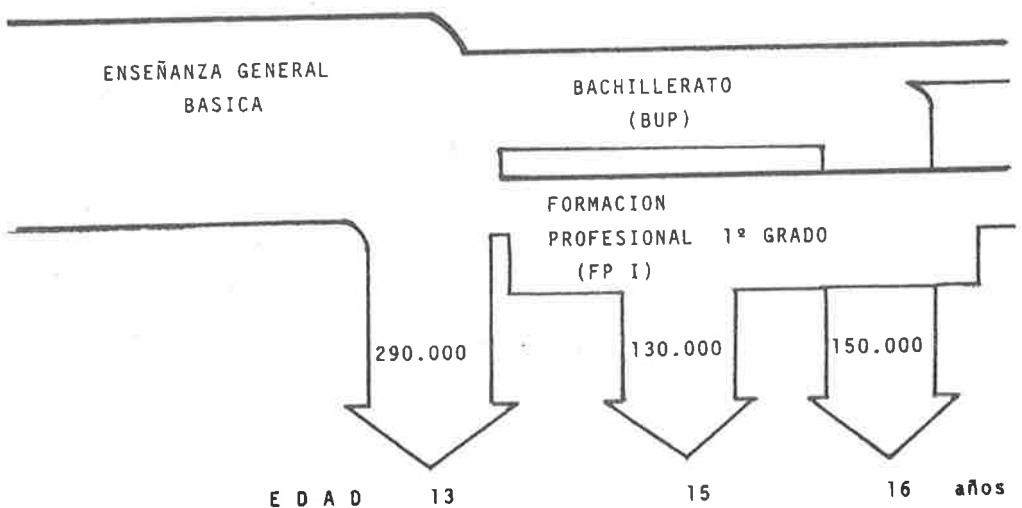 ENSEÑANZA GENERAL
BASICA
BACHILLERATO
(BUP)
FORMACION
PROFESIONAL 1º GRADO
(FP I)
290.000
130.000
150.000
EDAD 13 15 16 años